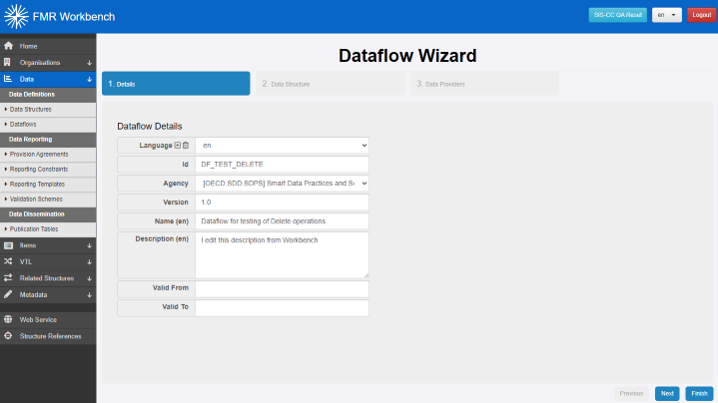 FMR Workbench
SIS-CC QA Reset
en
Logout
Home
Organisations
Data
Data Definitions
Data Structures
Dataflows
Data Reporting
Provision Agreements
Reporting Constraints
Reporting Templates
Validation Schemes
Data Dissemination
Publication Tables
Items
VTL
Related Structures
Metadata
Web Service
Structure References
Dataflow Wizard
1. Details
2. Data Structure
3. Data Providers
Dataflow Details
Language en
Id DF_TEST_DELETE
Agency [OECD.SDD.SDPS] Smart Data Practices and
Version 1.0
Name (en) Dataflow for testing of Delete operations
Description (en) I edit this description from Workbench
Valid From
Valid To
Previous
Next
Finish